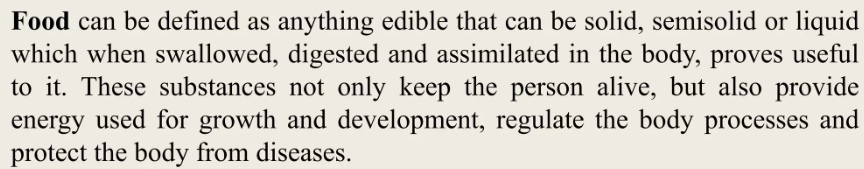 Food can be defined as anything edible that can be solid, semisolid or liquid
which when swallowed, digested and assimilated in the body, proves useful
to it. These substances not only keep the person alive, but also provide
energy used for growth and development, regulate the body processes and
protect the body from diseases.